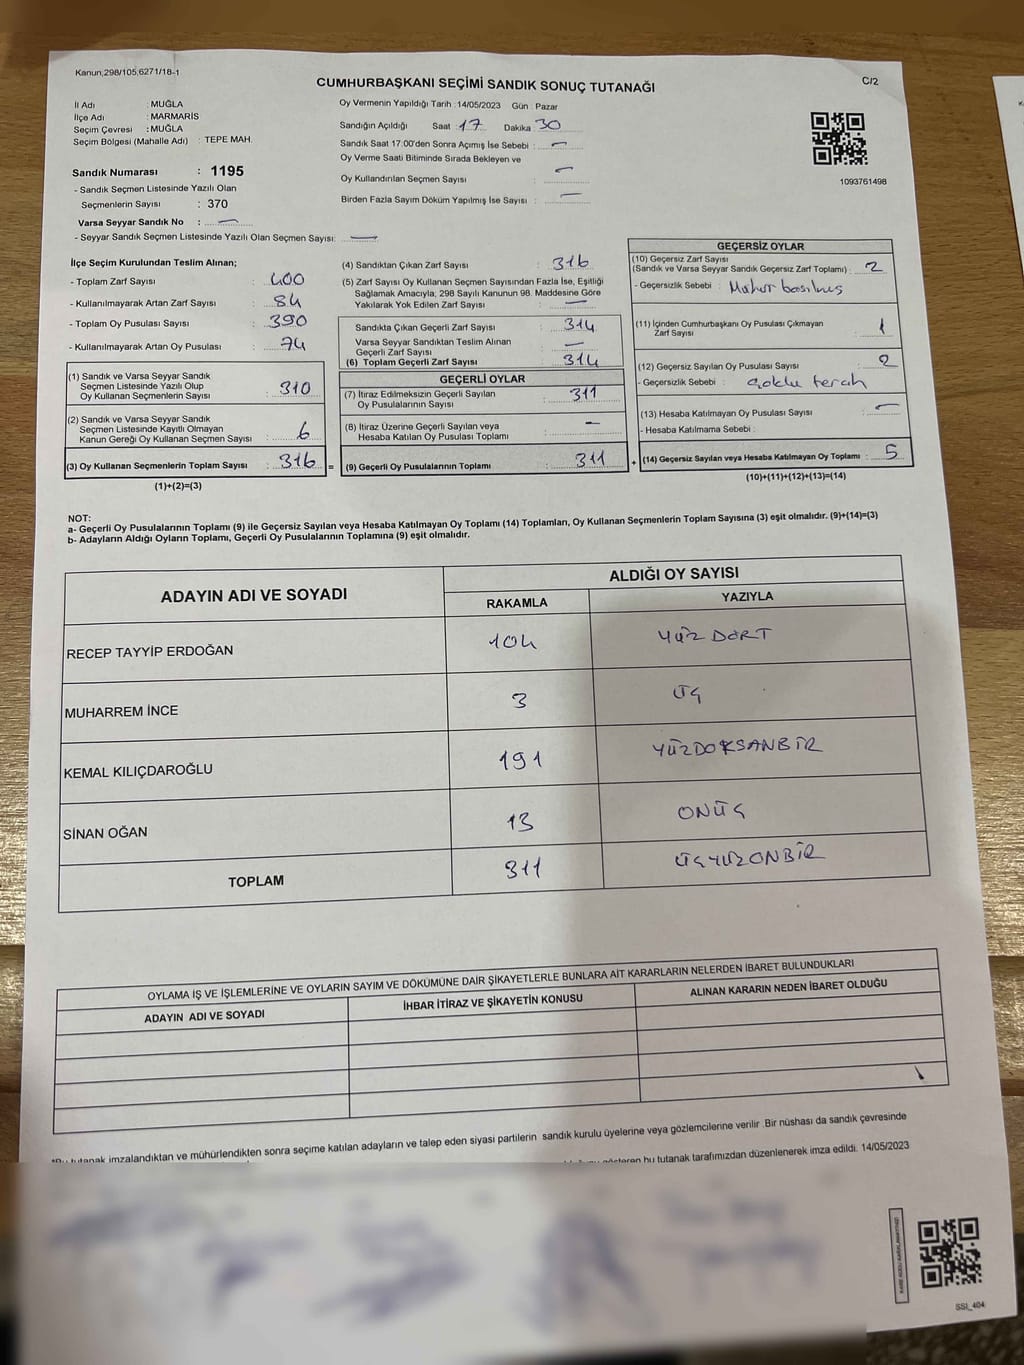 Kanun,298/105,6271/18-1
CUMHURBAŞKANI SEÇİMİ SANDIK SONUÇ TUTANAĞI
C/2
İl Adı : MUĞLA
İlçe Adı : MARMARİS
Seçim Çevresi : MUĞLA
Seçim Bölgesi (Mahalle Adı) : TEPE MAH.
Sandık Numarası : 1195
- Sandık Seçmen Listesinde Yazılı Olan
Seçmenlerin Sayısı : 370
Varsa Seyyar Sandık No : —
- Seyyar Sandık Seçmen Listesinde Yazılı Olan Seçmen Sayısı: —
Oy Vermenin Yapıldığı Tarih : 14/05/2023 Gün : Pazar
Sandığın Açıldığı Saat : 17 Dakika : 30
Sandık Saat 17:00'den Sonra Açımış İse Sebebi : —
Oy Verme Saati Bitiminde Sırada Bekleyen ve
Oy Kullandırılan Seçmen Sayısı : —
Birden Fazla Sayım Döküm Yapılmış İse Sayısı : —
1093761498
İlçe Seçim Kurulundan Teslim Alınan;
- Toplam Zarf Sayısı : 400
- Kullanılmayarak Artan Zarf Sayısı : 84
- Toplam Oy Pusulası Sayısı : 390
- Kullanılmayarak Artan Oy Pusulası : 74
(1) Sandık ve Varsa Seyyar Sandık
Seçmen Listesinde Yazılı Olup
Oy Kullanan Seçmenlerin Sayısı : 310
(2) Sandık ve Varsa Seyyar Sandık
Seçmen Listesinde Kayıtlı Olmayan
Kanun Gereği Oy Kullanan Seçmen Sayısı : 6
(3) Oy Kullanan Seçmenlerin Toplam Sayısı : 316 =
(1)+(2)=(3)
(4) Sandıktan Çıkan Zarf Sayısı : 316
(5) Zarf Sayısı Oy Kullanan Seçmen Sayısından Fazla İse, Eşitliği
Sağlamak Amacıyla, 298 Sayılı Kanunun 98. Maddesine Göre
Yakılarak Yok Edilen Zarf Sayısı : —
Sandıkta Çıkan Geçerli Zarf Sayısı : 314
Varsa Seyyar Sandıktan Teslim Alınan
Geçerli Zarf Sayısı : —
(6) Toplam Geçerli Zarf Sayısı : 314
GEÇERLİ OYLAR
(7) İtiraz Edilmeksizin Geçerli Sayılan
Oy Pusulalarının Sayısı : 311
(8) İtiraz Üzerine Geçerli Sayılan veya
Hesaba Katılan Oy Pusulası Toplamı : —
(9) Geçerli Oy Pusulalarının Toplamı : 311 +
GEÇERSİZ OYLAR
(10) Geçersiz Zarf Sayısı
(Sandık ve Varsa Seyyar Sandık Geçersiz Zarf Toplamı) : 2
- Geçersizlik Sebebi : Mühür basılmış
(11) İçinden Cumhurbaşkanı Oy Pusulası Çıkmayan
Zarf Sayısı : 1
(12) Geçersiz Sayılan Oy Pusulası Sayısı : 2
- Geçersizlik Sebebi : çoklu tercih
(13) Hesaba Katılmayan Oy Pusulası Sayısı : —
- Hesaba Katılmama Sebebi :
(14) Geçersiz Sayılan veya Hesaba Katılmayan Oy Toplamı : 5
(10)+(11)+(12)+(13)=(14)
NOT:
a- Geçerli Oy Pusulalarının Toplamı (9) ile Geçersiz Sayılan veya Hesaba Katılmayan Oy Toplamı (14) Toplamları, Oy Kullanan Seçmenlerin Toplam Sayısına (3) eşit olmalıdır. (9)+(14)=(3)
b- Adayların Aldığı Oyların Toplamı, Geçerli Oy Pusulalarının Toplamına (9) eşit olmalıdır.
ADAYIN ADI VE SOYADI
ALDIĞI OY SAYISI
RAKAMLA YAZIYLA
RECEP TAYYİP ERDOĞAN 104 YÜZ DÖRT
MUHARREM İNCE 3 ÜÇ
KEMAL KILIÇDAROĞLU 191 YÜZDOKSANBİR
SİNAN OĞAN 13 ONÜÇ
TOPLAM 311 ÜÇYÜZONBİR
OYLAMA İŞ VE İŞLEMLERİNE VE OYLARIN SAYIM VE DÖKÜMÜNE DAİR ŞİKAYETLERLE BUNLARA AİT KARARLARIN NELERDEN İBARET BULUNDUKLARI
ADAYIN ADI VE SOYADI İHBAR İTİRAZ VE ŞİKAYETİN KONUSU ALINAN KARARIN NEDEN İBARET OLDUĞU
*Bu tutanak imzalandıktan ve mühürlendikten sonra seçime katılan adayların ve talep eden siyasi partilerin sandık kurulu üyelerine veya gözlemcilerine verilir .Bir nüshası da sandık çevresinde
gösteren bu tutanak tarafımızdan düzenlenerek imza edildi. 14/05/2023
SSI_404